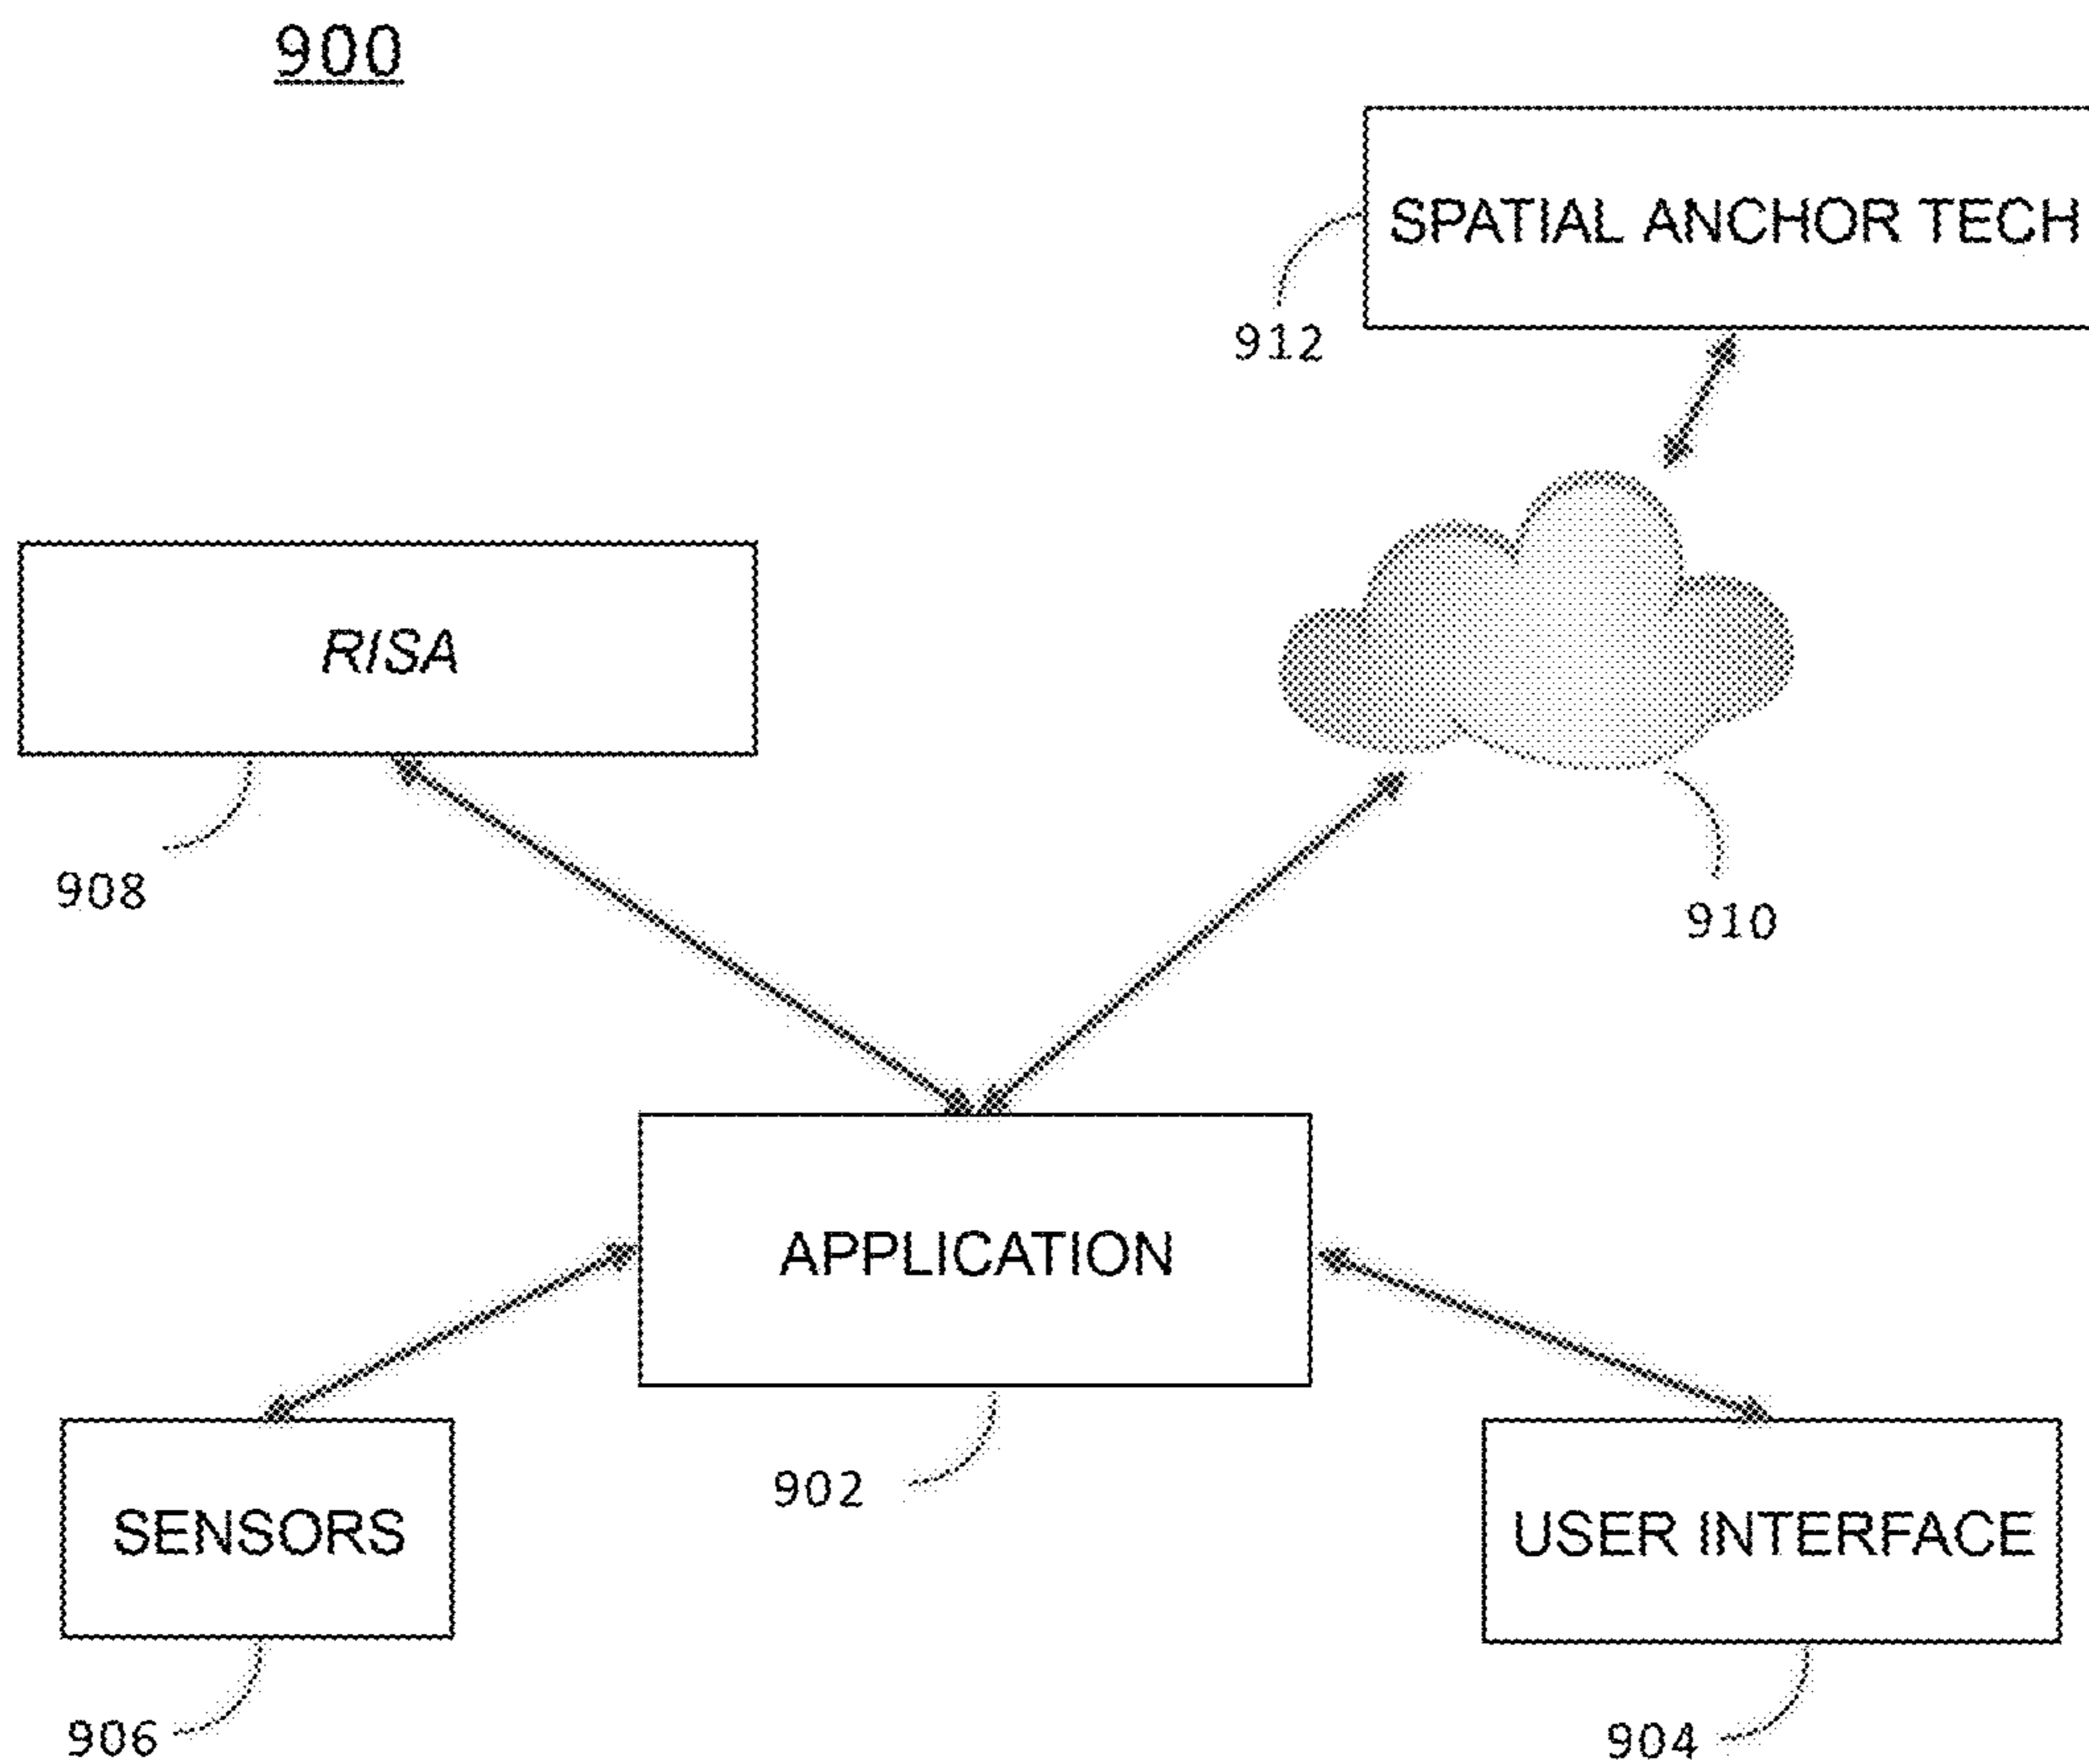 900
SPATIAL ANCHOR TECH
912
RISA
908
910
APPLICATION
902
SENSORS
USER INTERFACE
906
904